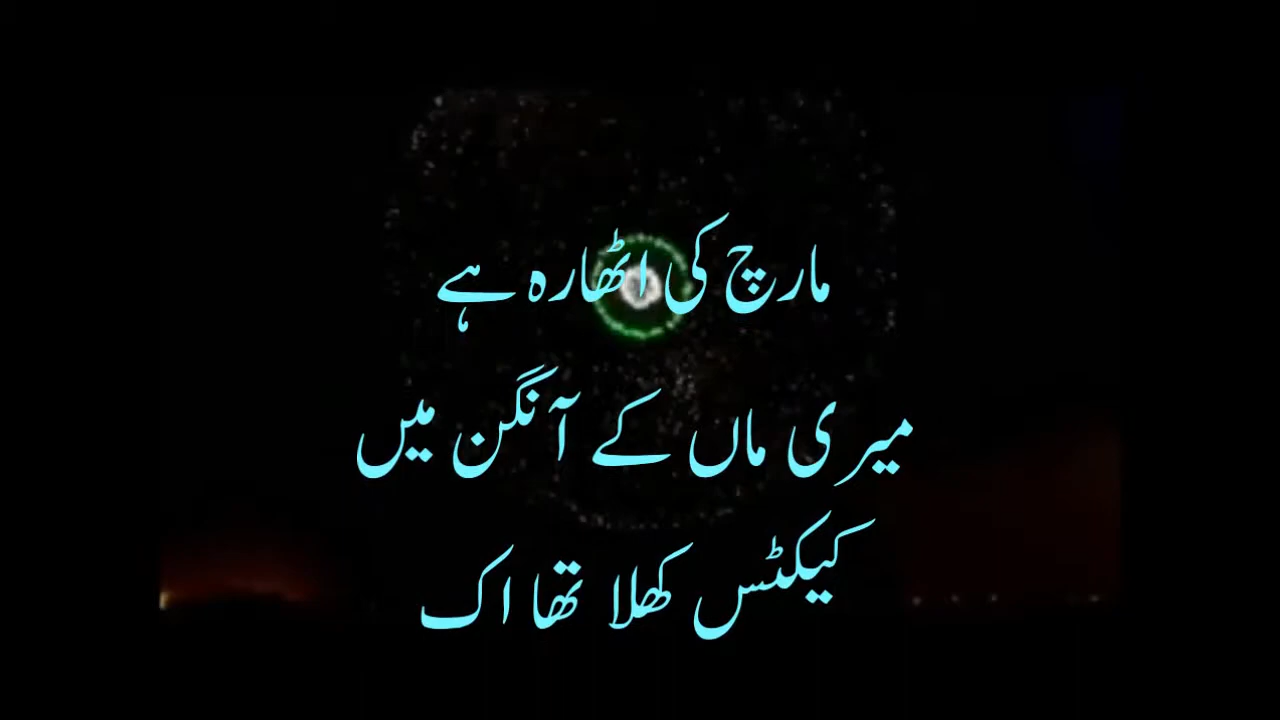 مارچ کی اٹھارہ ہے
میری ماں کے آنگن میں
کیکٹس کھلا تھا اک